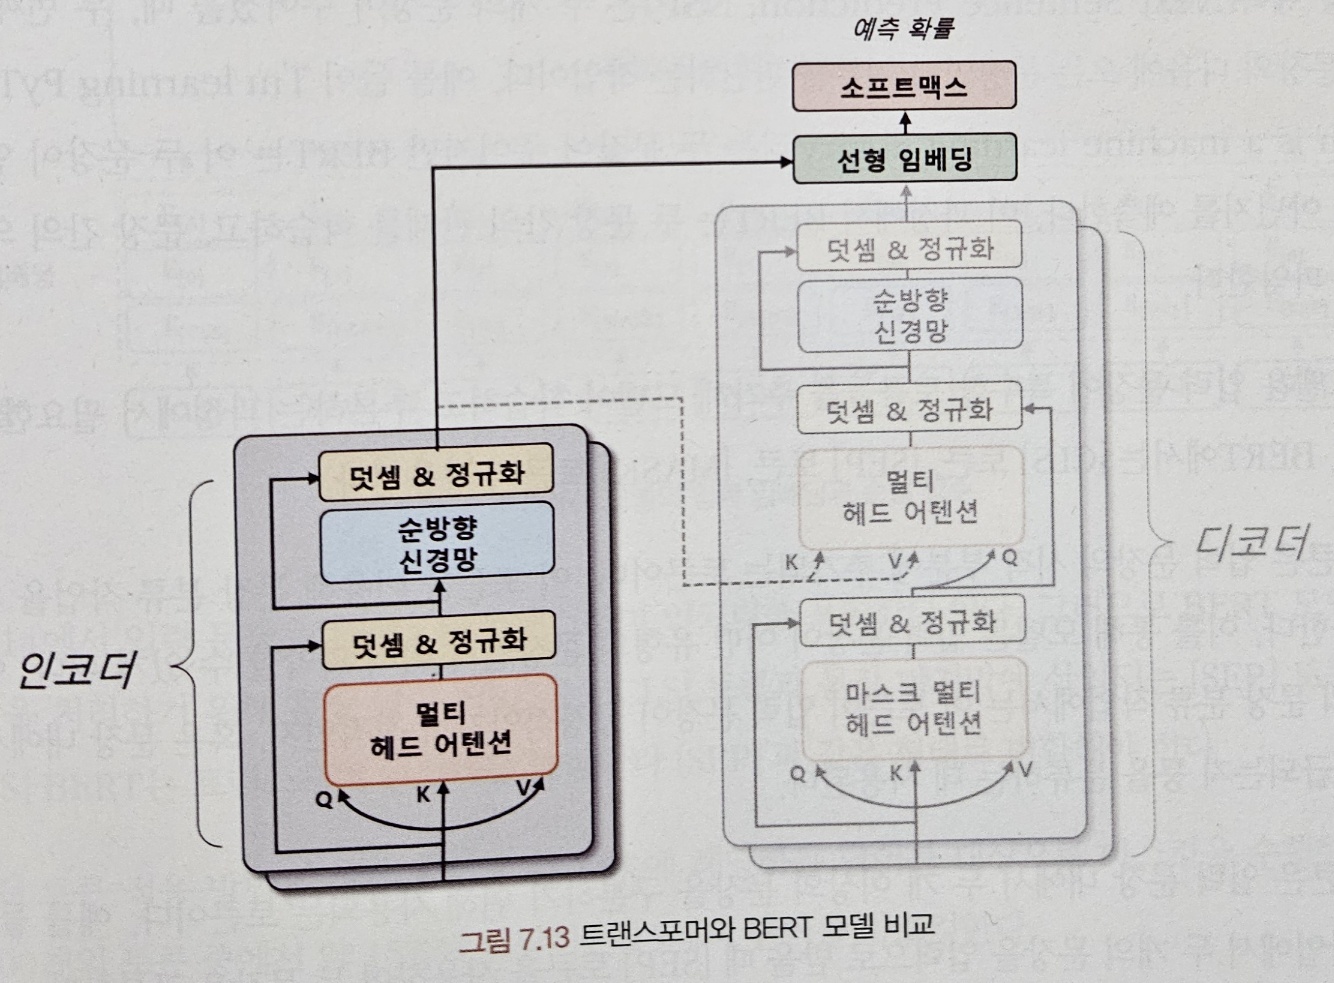 예측 확률
소프트맥스
선형 임베딩
덧셈 & 정규화
순방향
신경망
덧셈 & 정규화
멀티
헤드 어텐션
K
V
Q
덧셈 & 정규화
마스크 멀티
헤드 어텐션
Q
K
V
디코더
덧셈 & 정규화
순방향
신경망
덧셈 & 정규화
멀티
헤드 어텐션
Q
K
V
인코더
그림 7.13 트랜스포머와 BERT 모델 비교